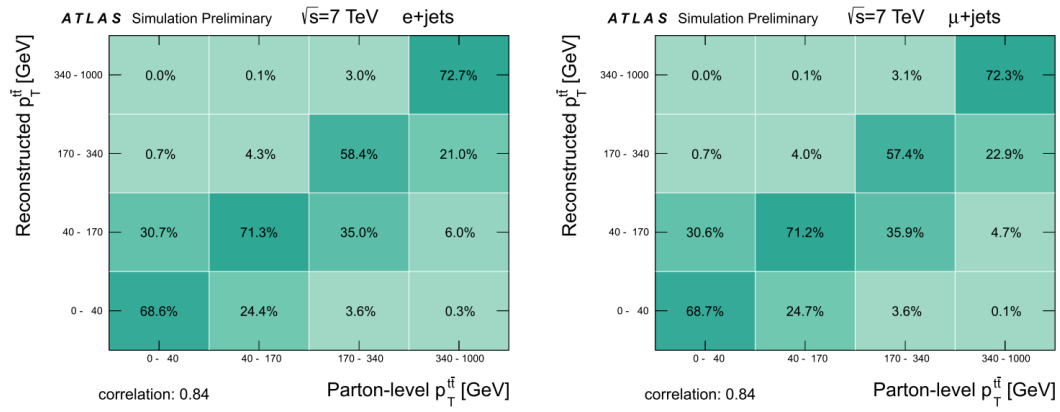 ATLAS Simulation Preliminary √s=7 TeV e+jets
Reconstructed p_T^{tt̄} [GeV]
340 - 1000 0.0% 0.1% 3.0% 72.7%
170 - 340 0.7% 4.3% 58.4% 21.0%
40 - 170 30.7% 71.3% 35.0% 6.0%
0 - 40 68.6% 24.4% 3.6% 0.3%
0 - 40 40 - 170 170 - 340 340 - 1000
correlation: 0.84 Parton-level p_T^{tt̄} [GeV]
ATLAS Simulation Preliminary √s=7 TeV μ+jets
Reconstructed p_T^{tt̄} [GeV]
340 - 1000 0.0% 0.1% 3.1% 72.3%
170 - 340 0.7% 4.0% 57.4% 22.9%
40 - 170 30.6% 71.2% 35.9% 4.7%
0 - 40 68.7% 24.7% 3.6% 0.1%
0 - 40 40 - 170 170 - 340 340 - 1000
correlation: 0.84 Parton-level p_T^{tt̄} [GeV]